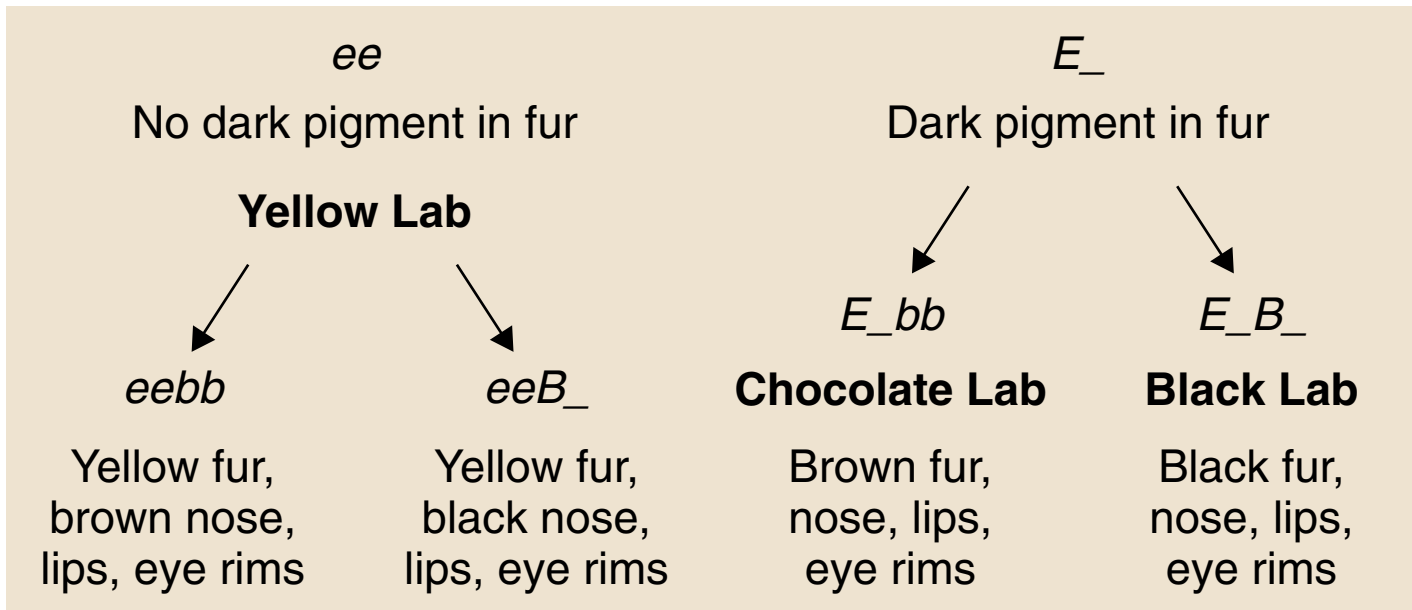 ee
No dark pigment in fur
Yellow Lab
eebb
Yellow fur,
brown nose,
lips, eye rims
eeB_
Yellow fur,
black nose,
lips, eye rims
E_
Dark pigment in fur
E_bb
Chocolate Lab
Brown fur,
nose, lips,
eye rims
E_B_
Black Lab
Black fur,
nose, lips,
eye rims